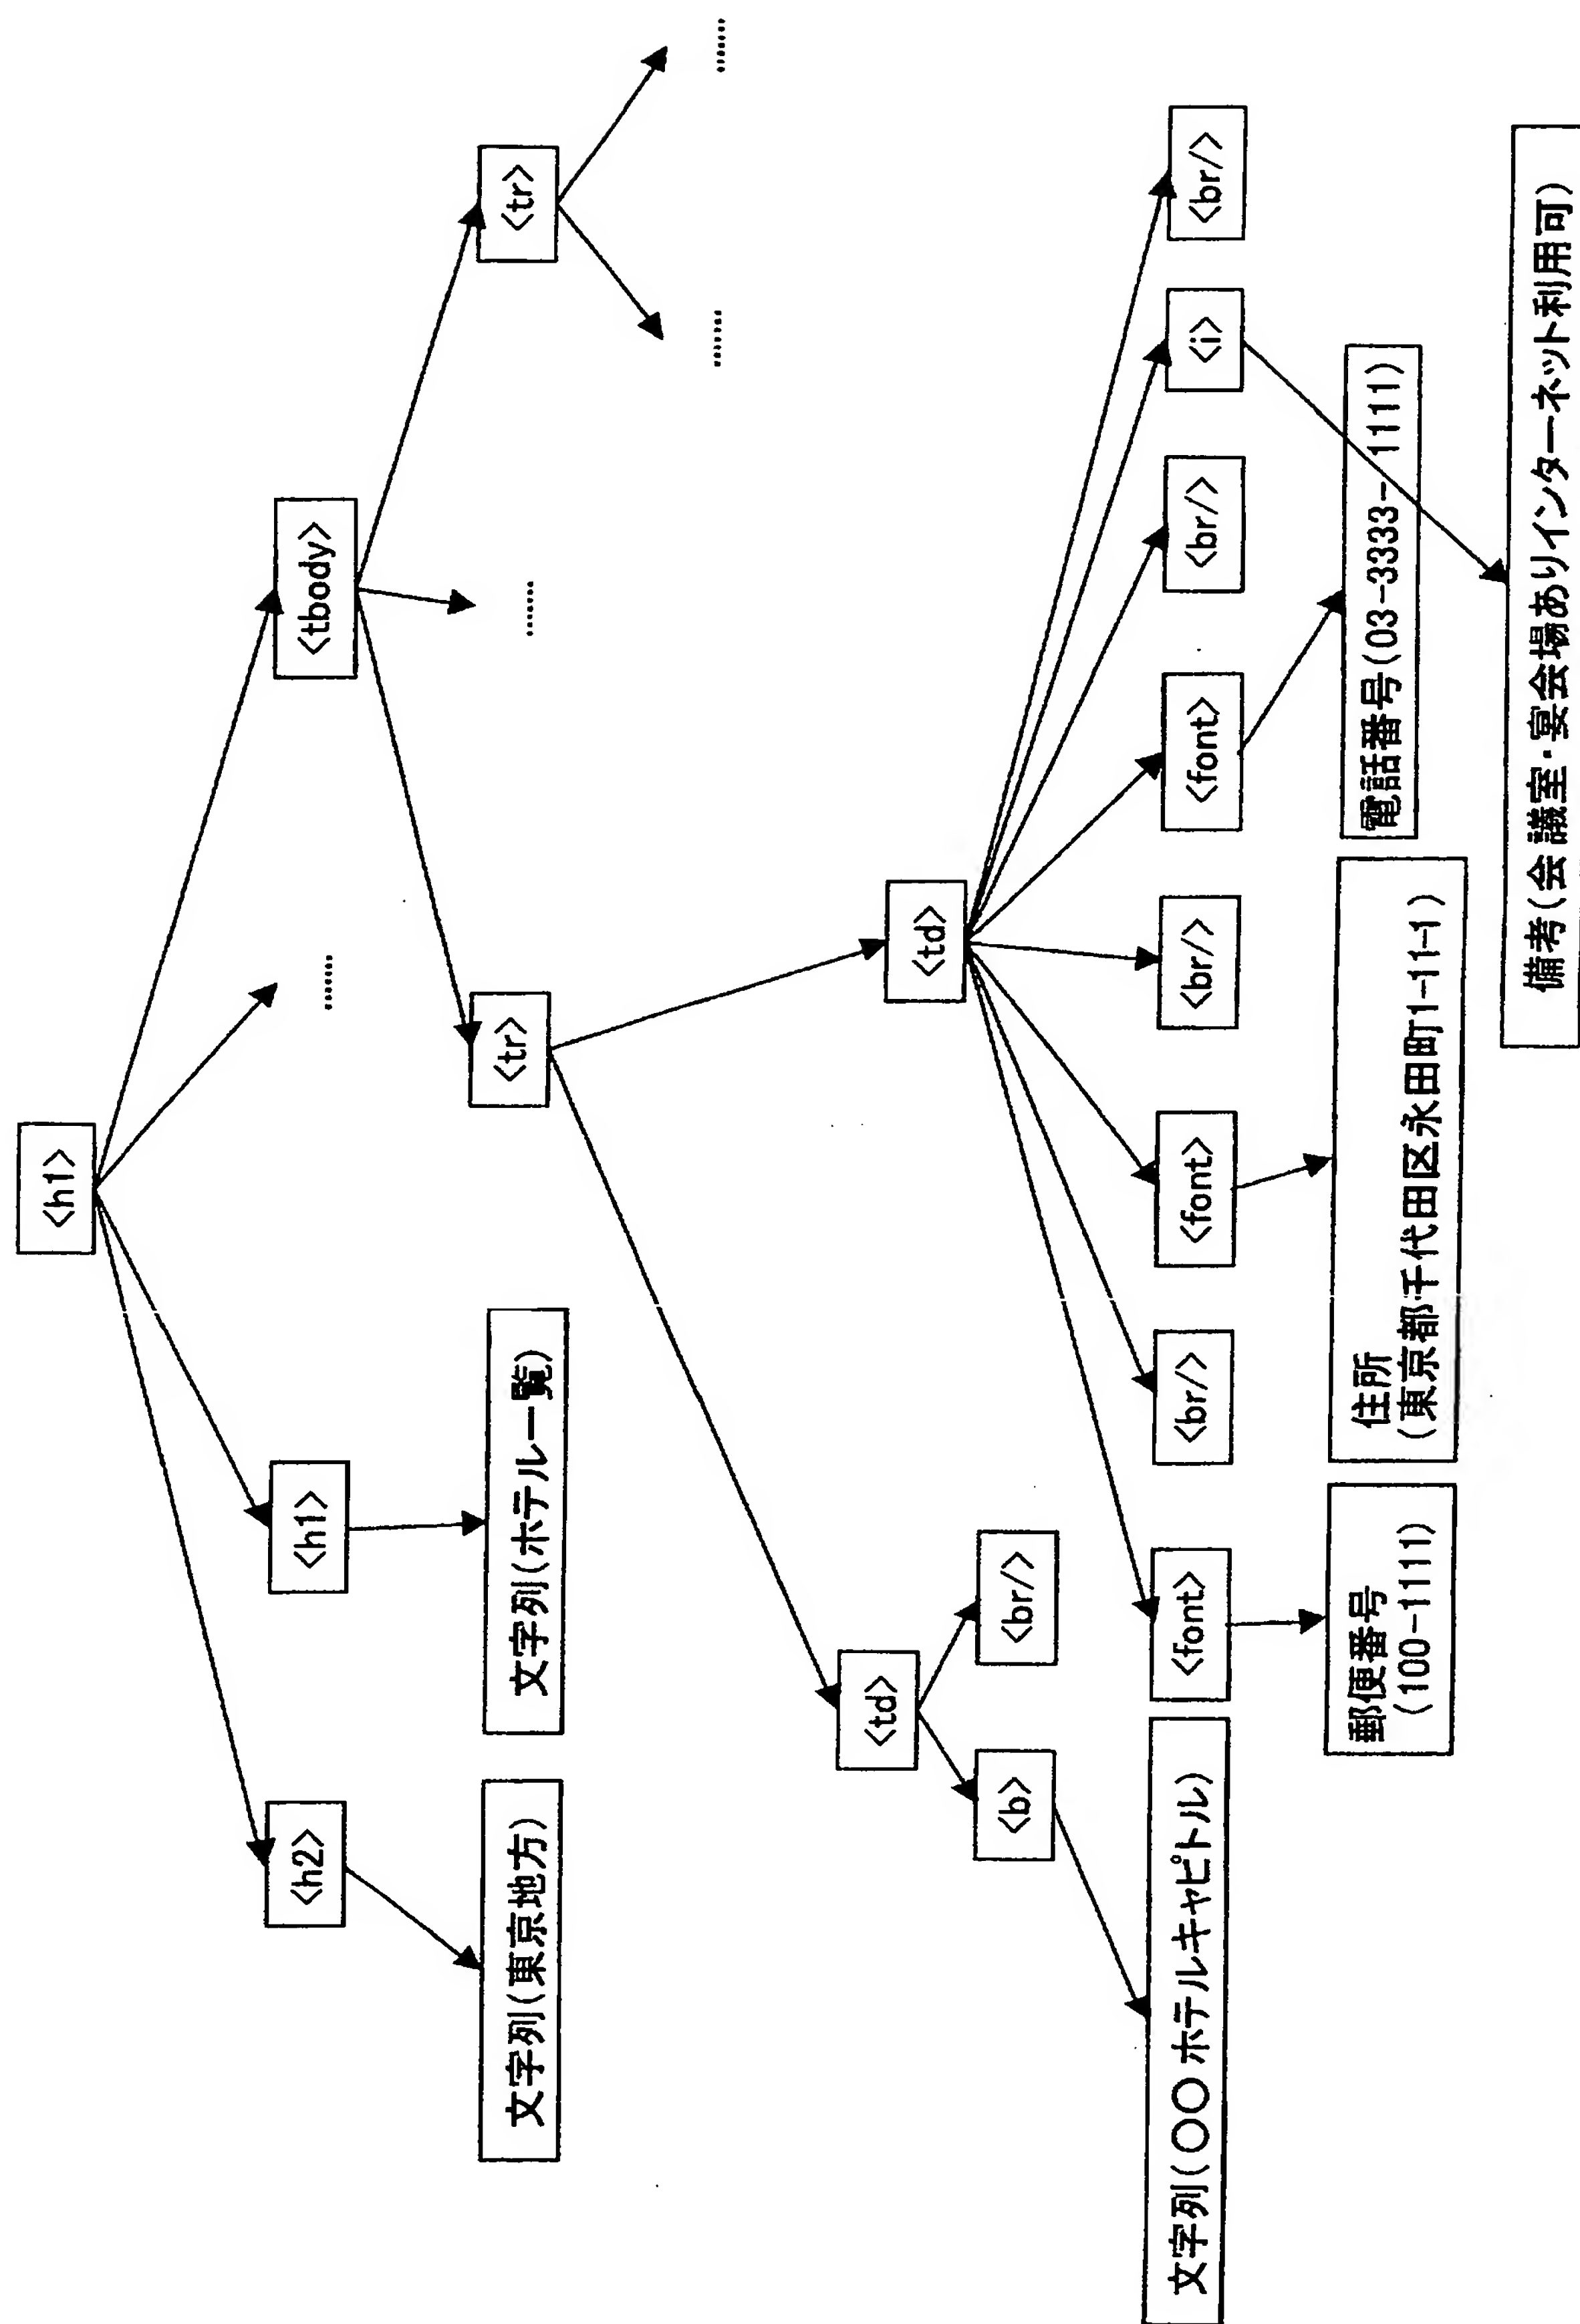 <h1>
<h2>
<h1>
......
<tbody>
文字列(東京地方)
文字列(ホテル一覧)
<tr>
......
<tr>
......
......
<td>
<td>
<b>
<br/>
文字列(〇〇ホテルキャピトル)
<font>
<br/>
<font>
<br/>
<font>
<br/>
<i>
<br/>
郵便番号
(100-1111)
住所
(東京都千代田区永田町1-11-1)
電話番号(03-3333-1111)
備考(会議室・宴会場ありインターネット利用可)